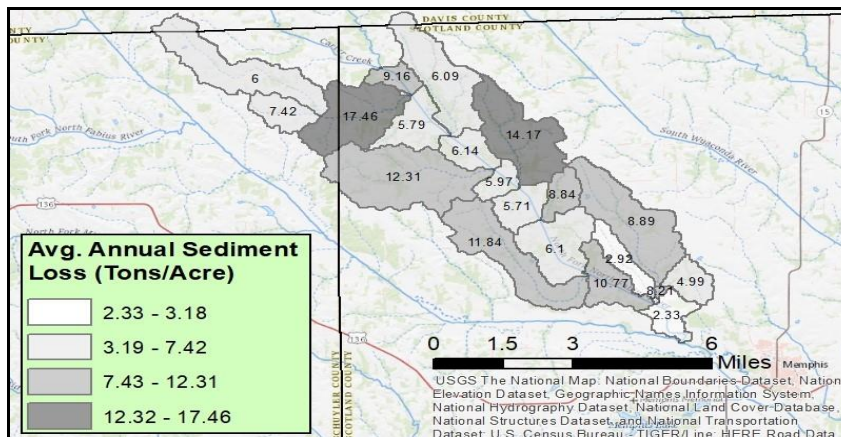 DAVIS COUNTY
SCOTLAND COUNTY
COUNTY
COUNTY
Carter Creek
9.16
6.09
6
7.42
17.46
5.79
14.17
6.14
15
South Fork North Fabius River
South Wyaconda River
12.31
5.97
8.84
5.71
8.89
136
North Fork
11.84
6.1
2.92
4.99
10.77
8.21
2.33
Avg. Annual Sediment
Loss (Tons/Acre)
2.33 - 3.18
3.19 - 7.42
7.43 - 12.31
12.32 - 17.46
136
SCHUYLER COUNTY
SCOTLAND COUNTY
0 1.5 3 6
Miles
Memphis
USGS The National Map: National Boundaries Dataset, Nation
Elevation Dataset, Geographic Names Information System,
National Hydrography Dataset, National Land Cover Database,
National Structures Dataset, and National Transportation
Dataset; U.S. Census Bureau - TIGER/Line; HERE Road Data